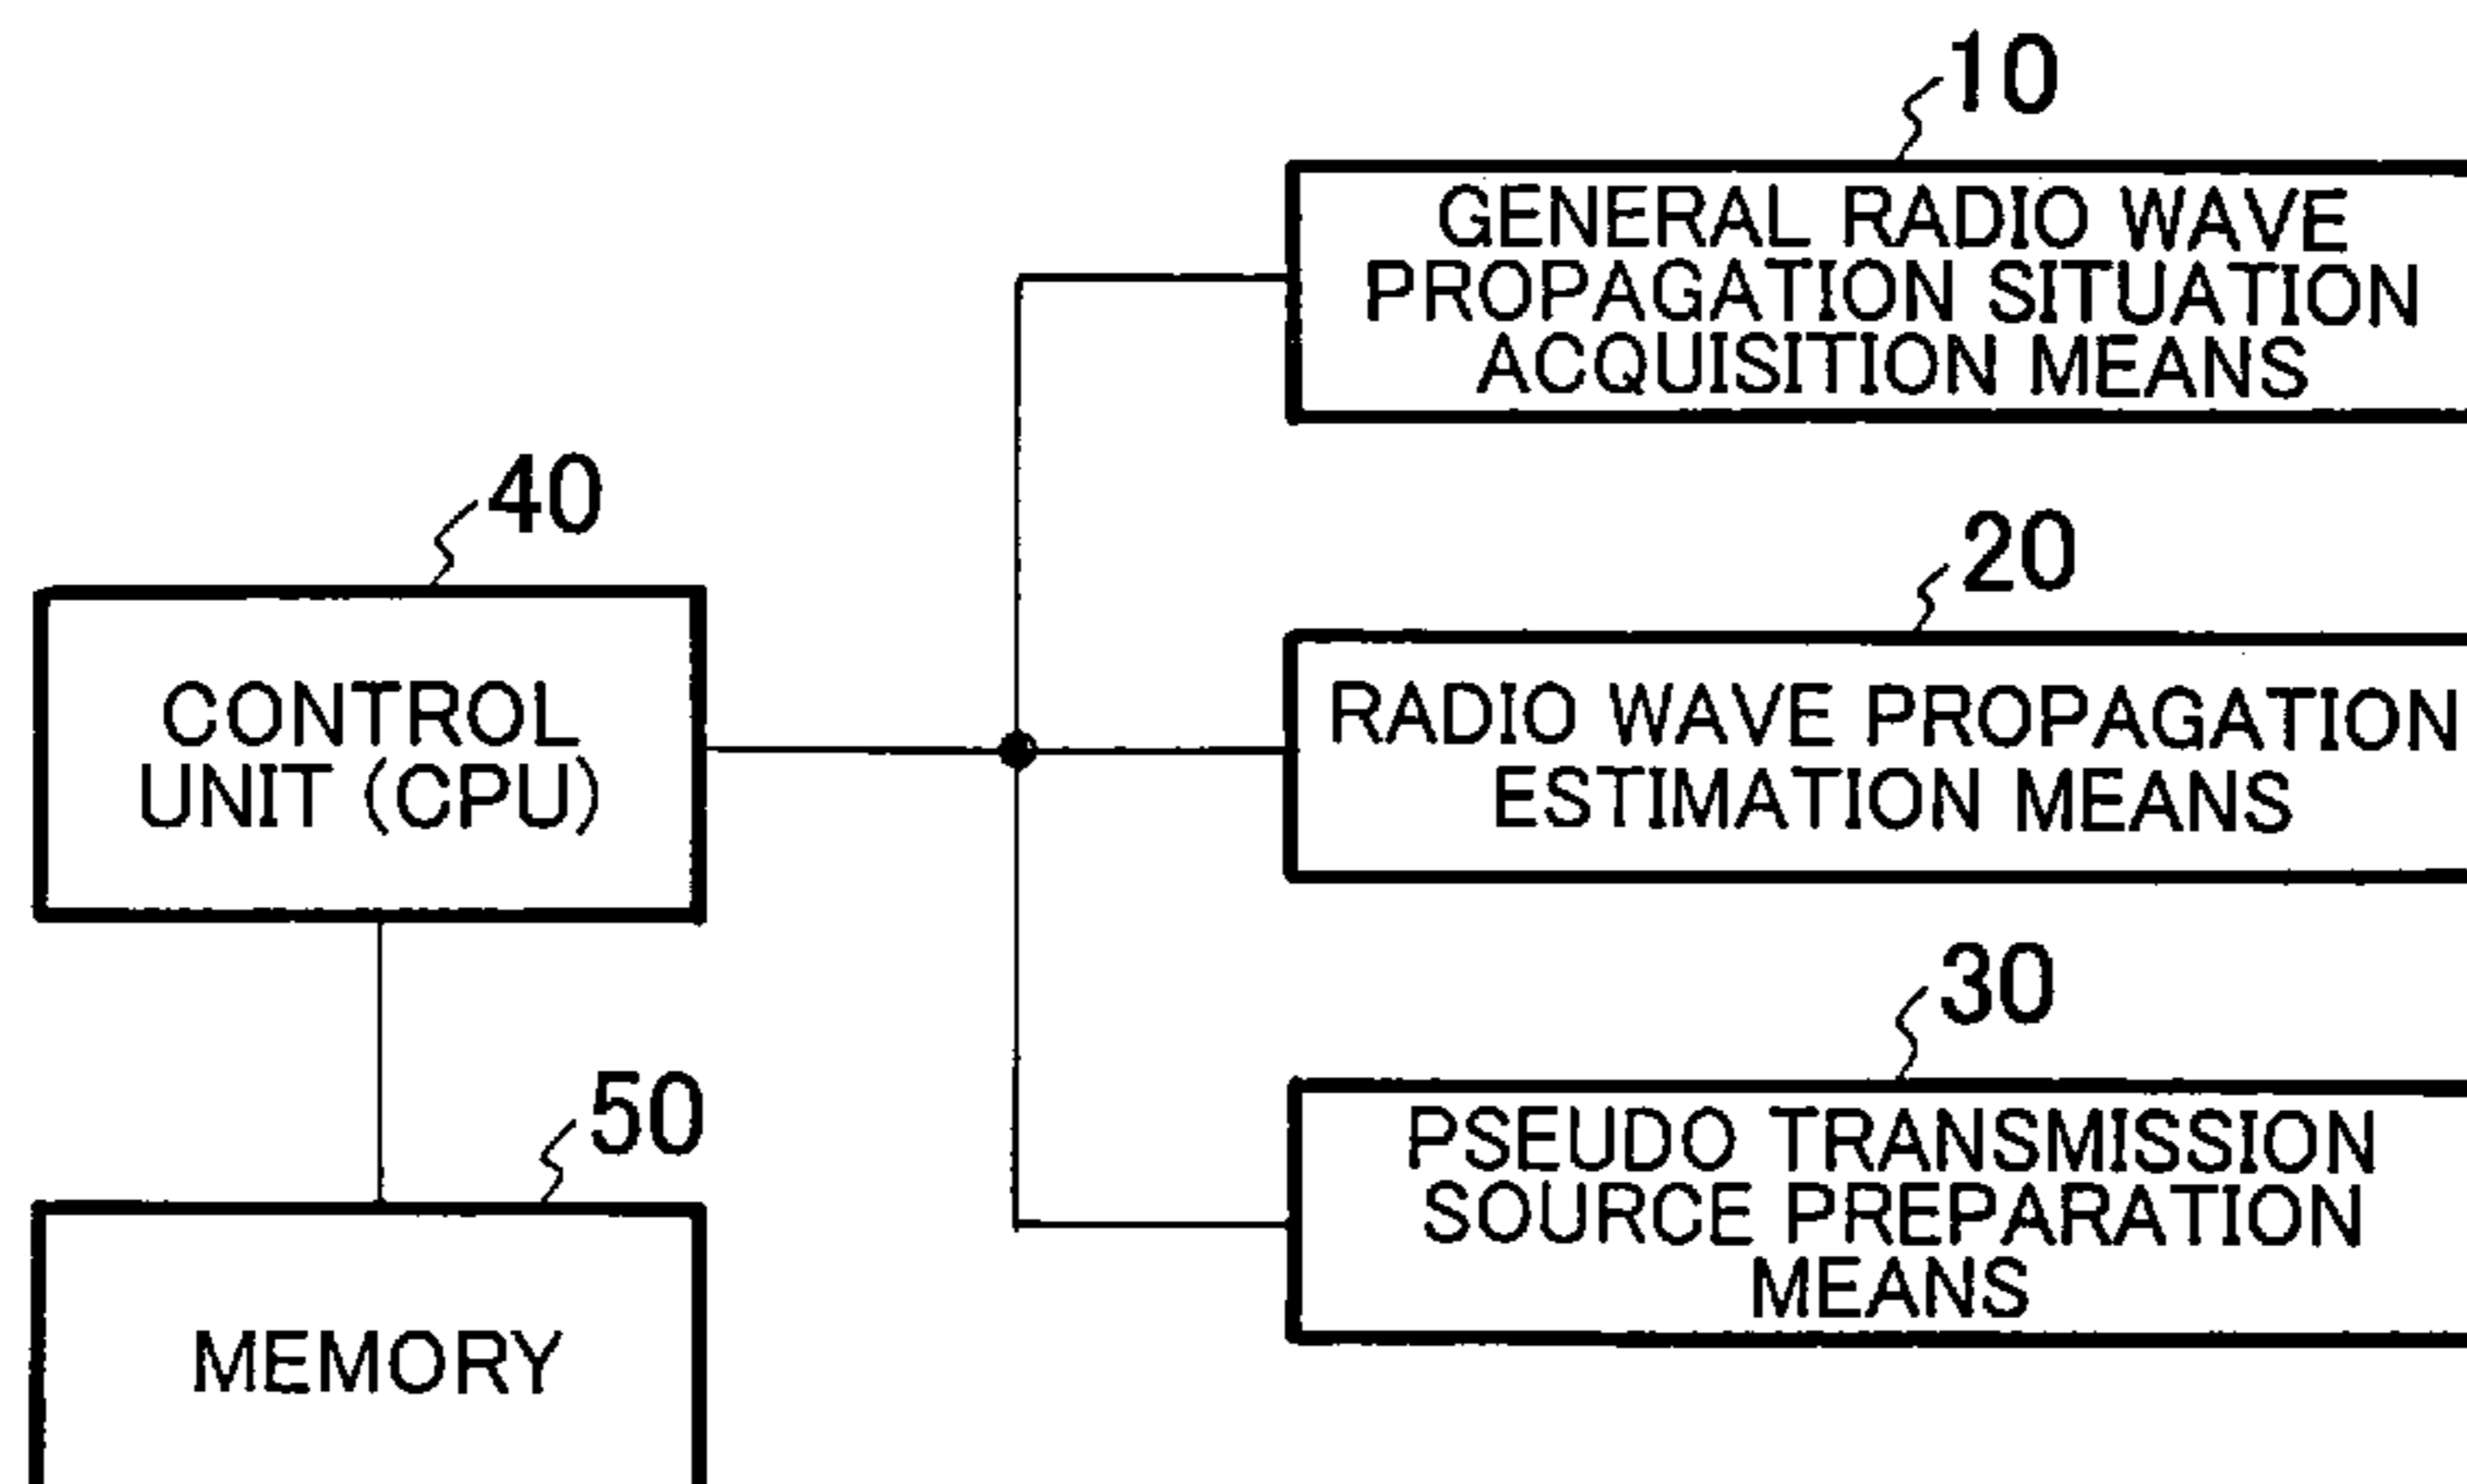 10
GENERAL RADIO WAVE
PROPAGATION SITUATION
ACQUISITION MEANS
40
CONTROL
UNIT (CPU)
20
RADIO WAVE PROPAGATION
ESTIMATION MEANS
30
PSEUDO TRANSMISSION
SOURCE PREPARATION
MEANS
50
MEMORY